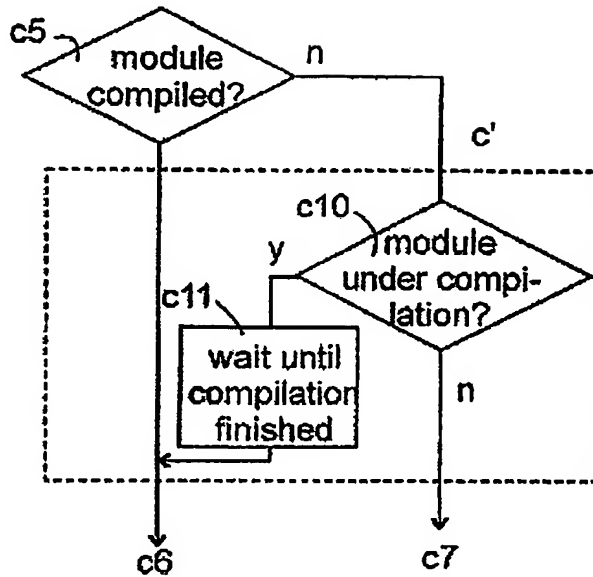 c5
module
compiled?
n
c'
c10
module
under compi-
lation?
y
c11
wait until
compilation
finished
n
c6
c7